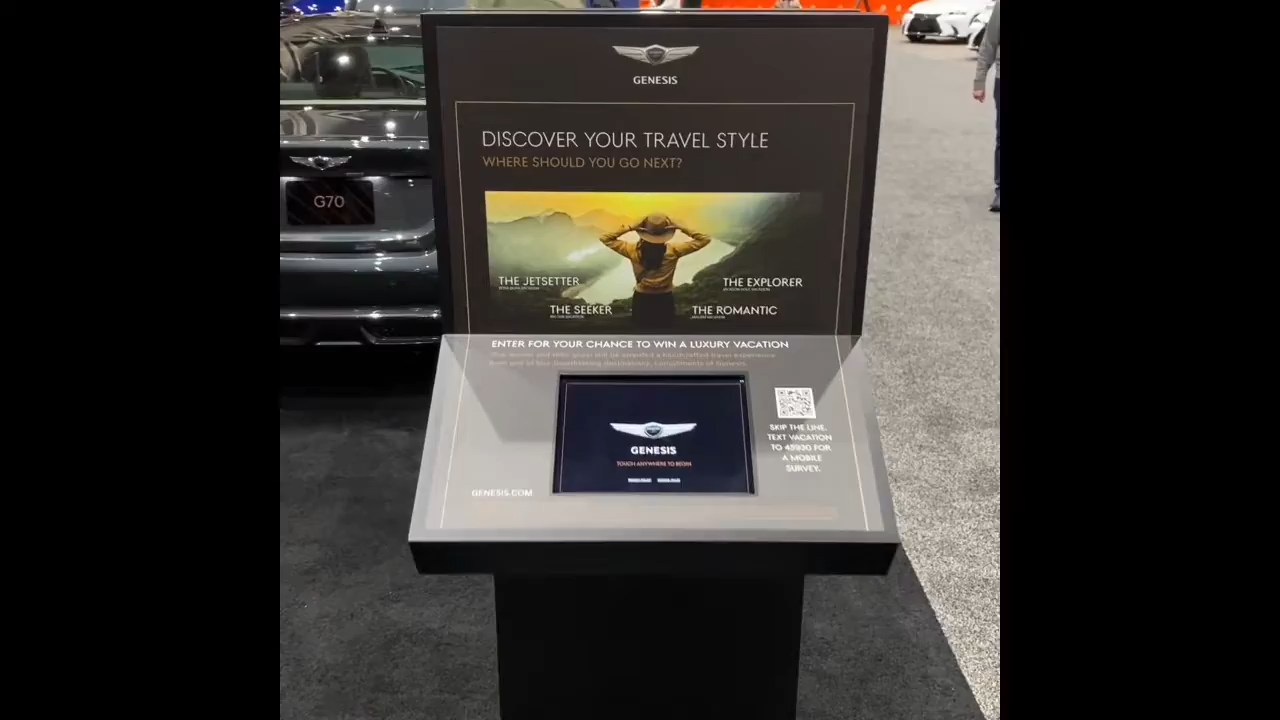 GENESIS
DISCOVER YOUR TRAVEL STYLE
WHERE SHOULD YOU GO NEXT?
G70
THE JETSETTER
THE EXPLORER
THE SEEKER
THE ROMANTIC
ENTER FOR YOUR CHANCE TO WIN A LUXURY VACATION
GENESIS
TOUCH ANYWHERE TO BEGIN
SKIP THE LINE.
TEXT VACATION
TO 45930 FOR
A MOBILE
SURVEY.
GENESIS.COM